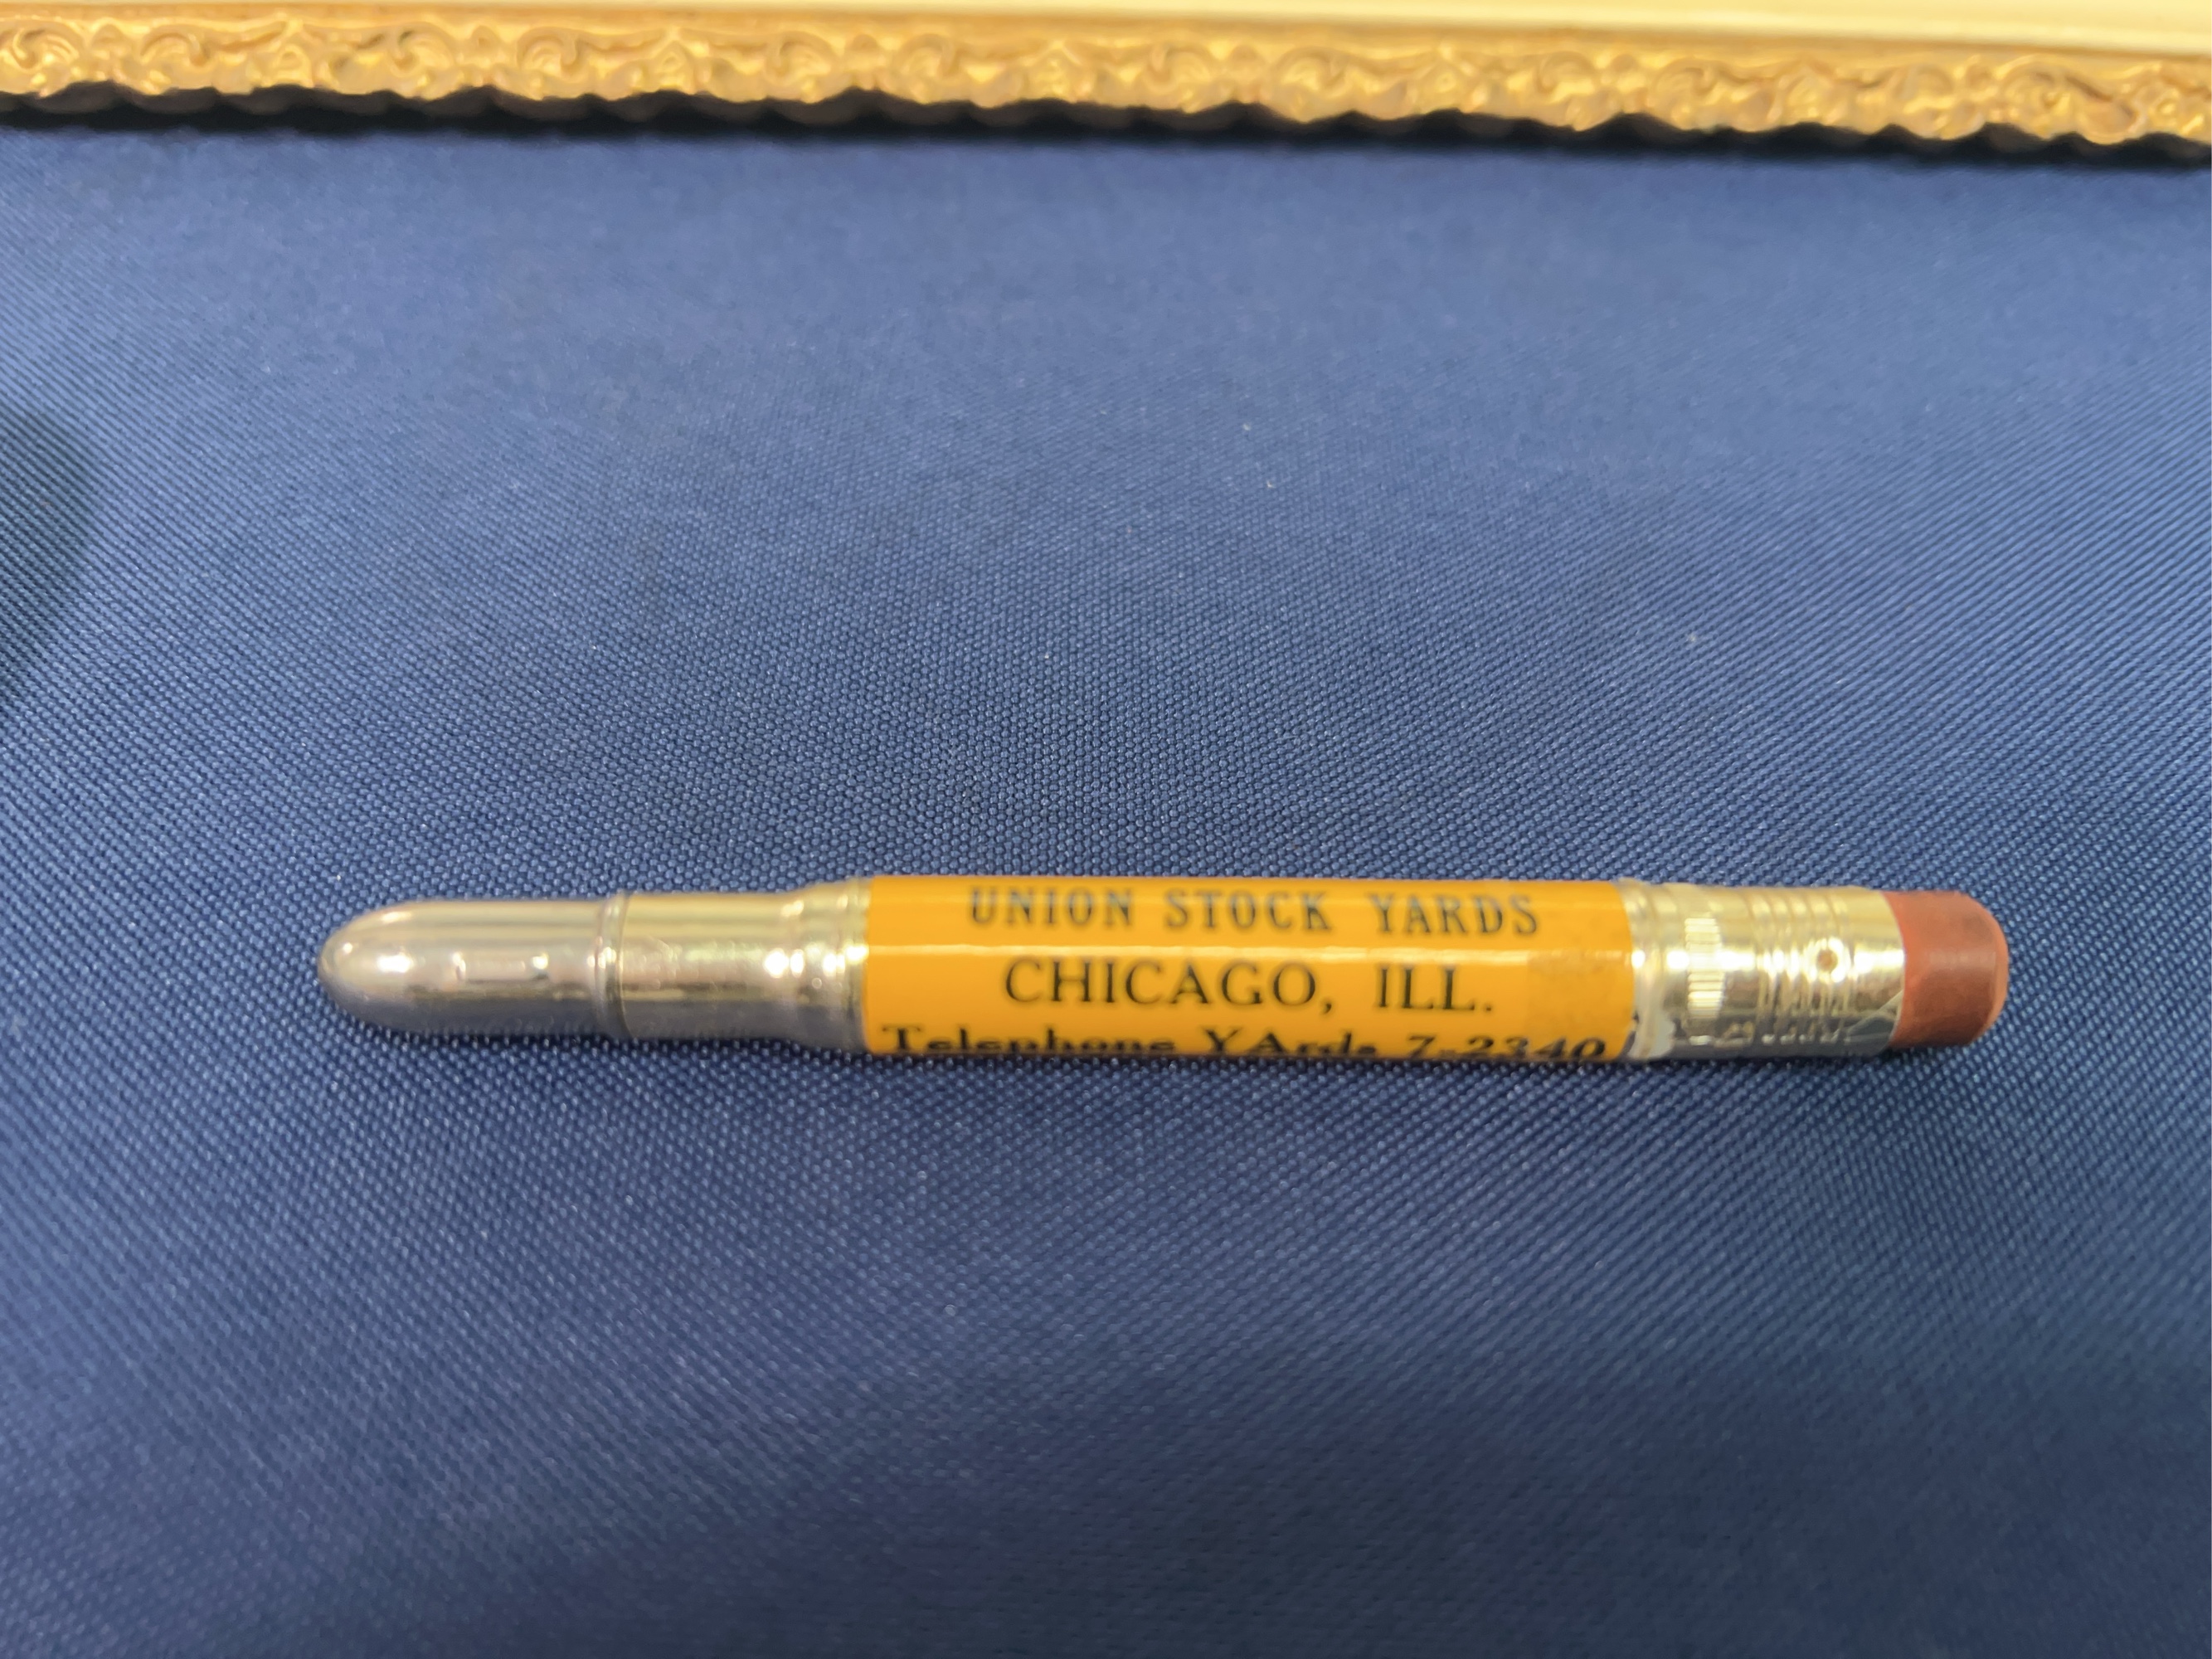 UNION STOCK YARDS
CHICAGO, ILL.
Telephone YArds 7-2340